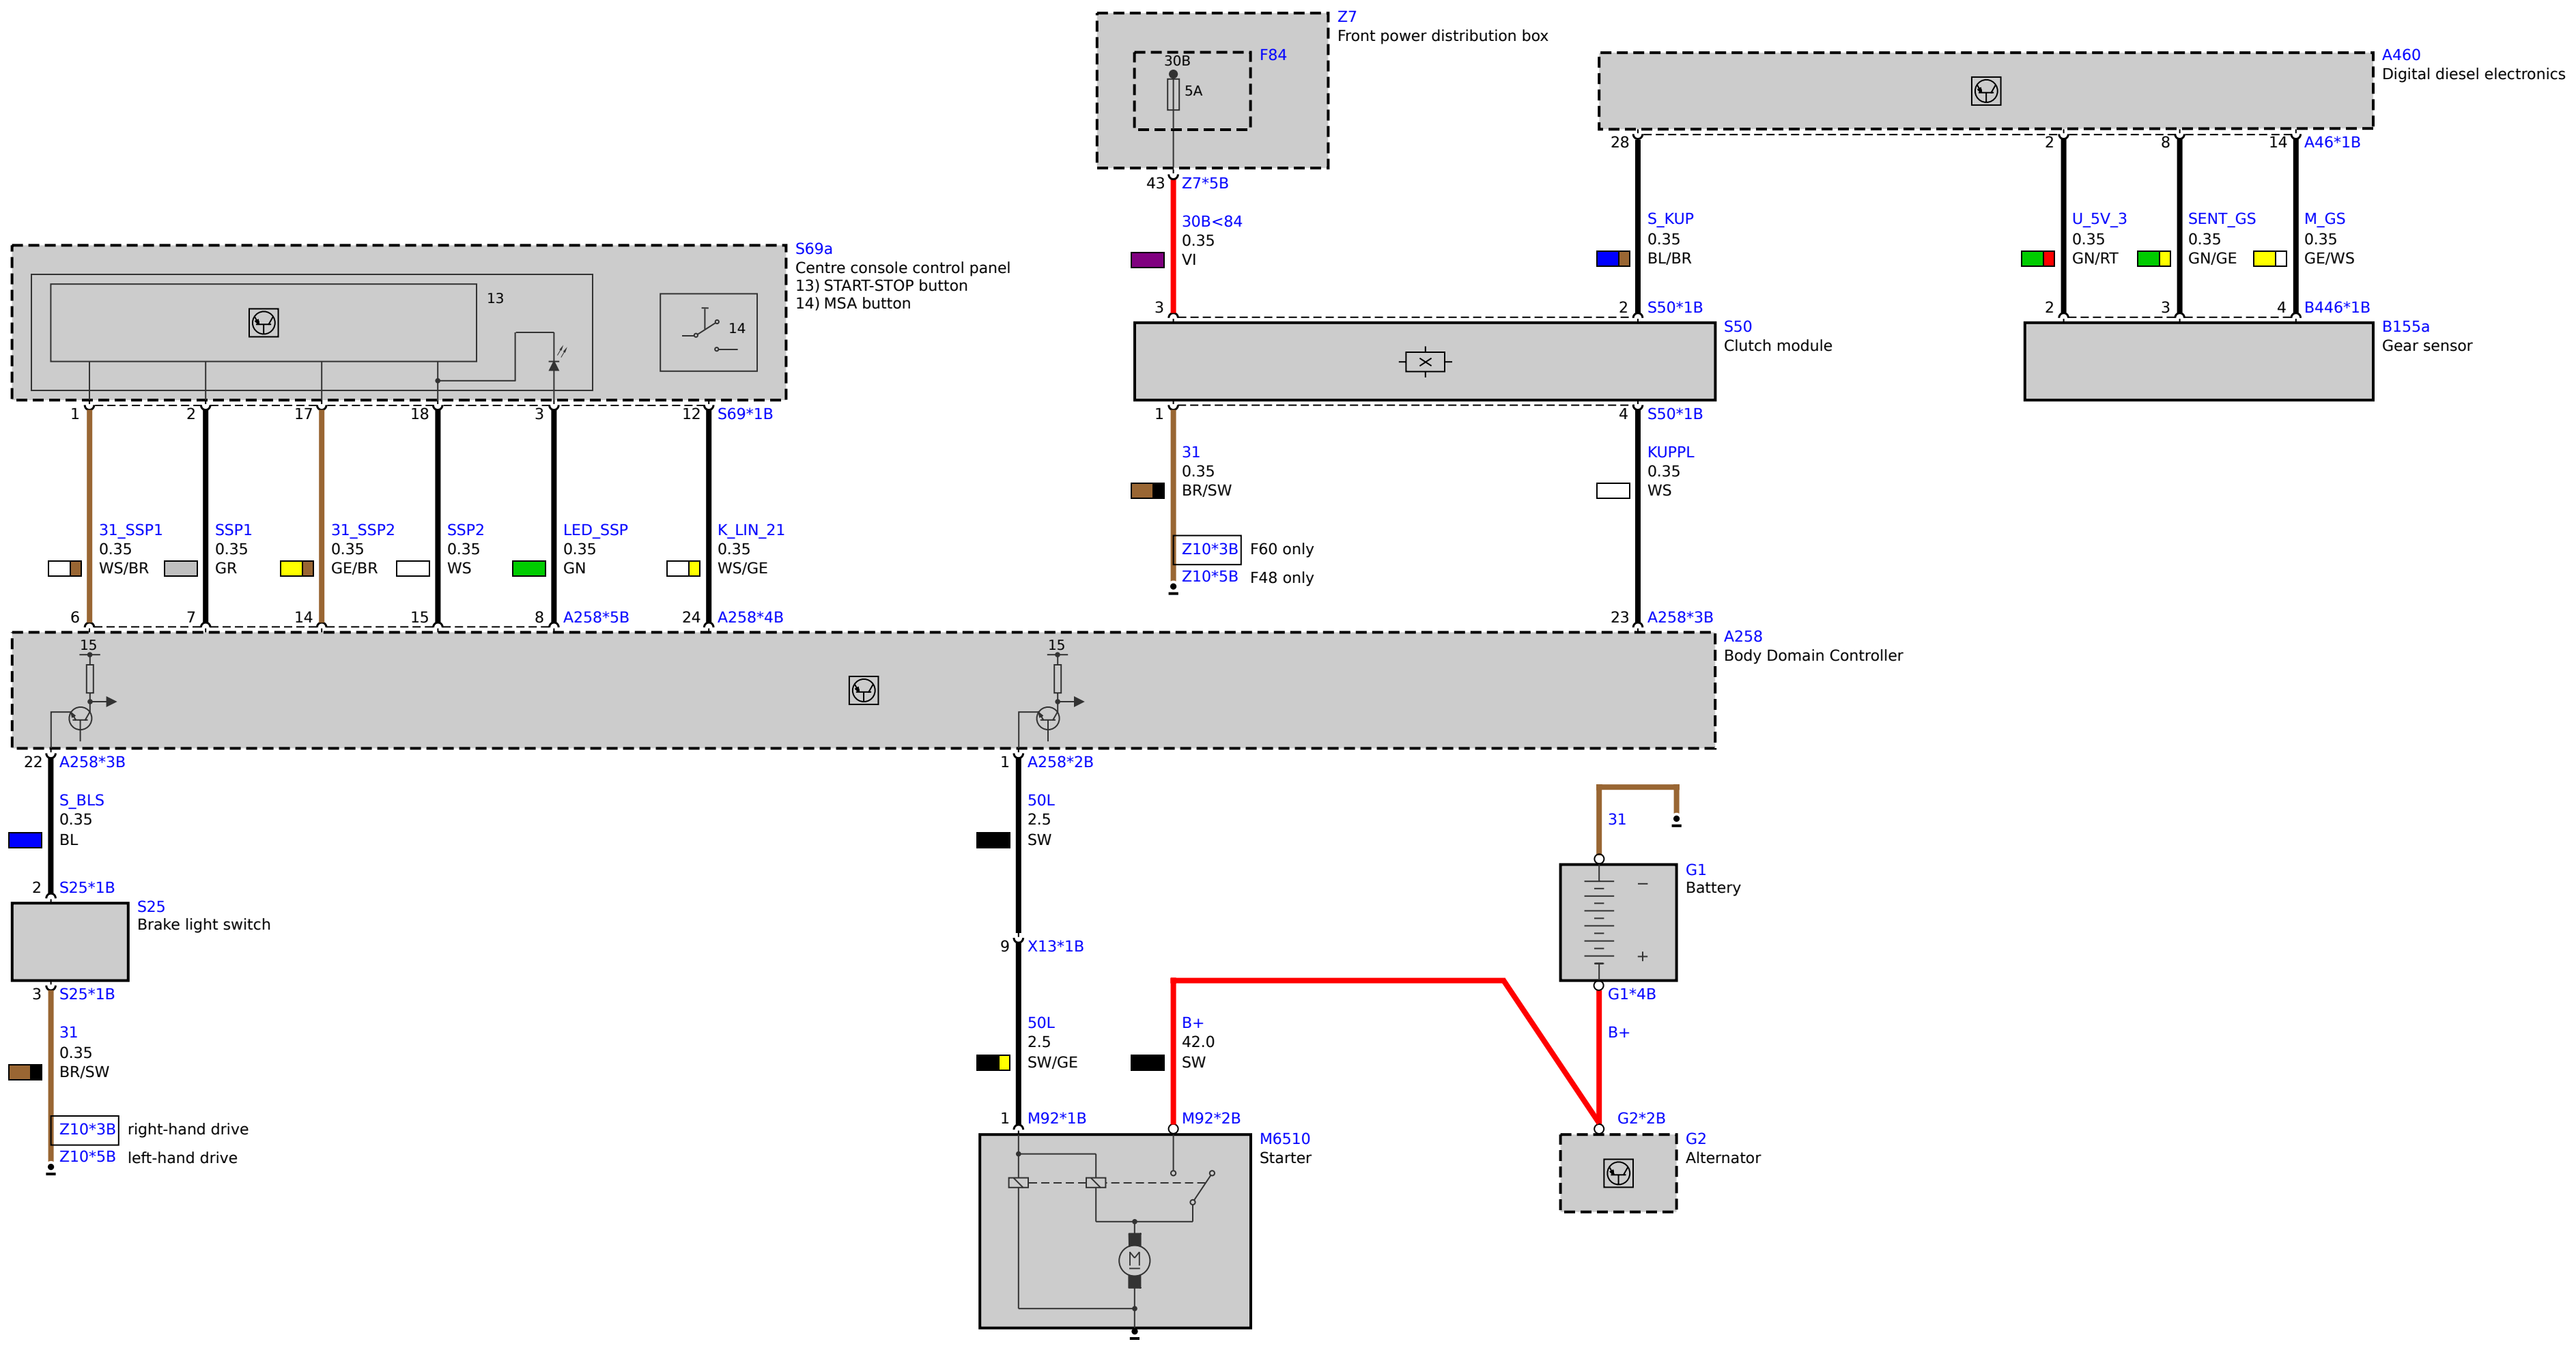 Z7
Front power distribution box
F84
30B
5A
43 Z7*5B
30B<84
0.35
VI
A460
Digital diesel electronics
28
2
8
14 A46*1B
S_KUP
0.35
BL/BR
U_5V_3
0.35
GN/RT
SENT_GS
0.35
GN/GE
M_GS
0.35
GE/WS
3
2 S50*1B
2
3
4 B446*1B
S50
Clutch module
B155a
Gear sensor
S69a
Centre console control panel
13) START-STOP button
14) MSA button
13
14
1
2
17
18
3
12 S69*1B
1
4 S50*1B
31
0.35
BR/SW
KUPPL
0.35
WS
Z10*3B F60 only
Z10*5B F48 only
31_SSP1
0.35
WS/BR
SSP1
0.35
GR
31_SSP2
0.35
GE/BR
SSP2
0.35
WS
LED_SSP
0.35
GN
K_LIN_21
0.35
WS/GE
6
7
14
15
8 A258*5B
24 A258*4B
23 A258*3B
A258
Body Domain Controller
15
15
22 A258*3B
1 A258*2B
S_BLS
0.35
BL
50L
2.5
SW
31
2 S25*1B
S25
Brake light switch
G1
Battery
−
+
9 X13*1B
3 S25*1B
G1*4B
31
0.35
BR/SW
50L
2.5
SW/GE
B+
42.0
SW
B+
Z10*3B right-hand drive
Z10*5B left-hand drive
1 M92*1B
M92*2B
G2*2B
M6510
Starter
G2
Alternator
M